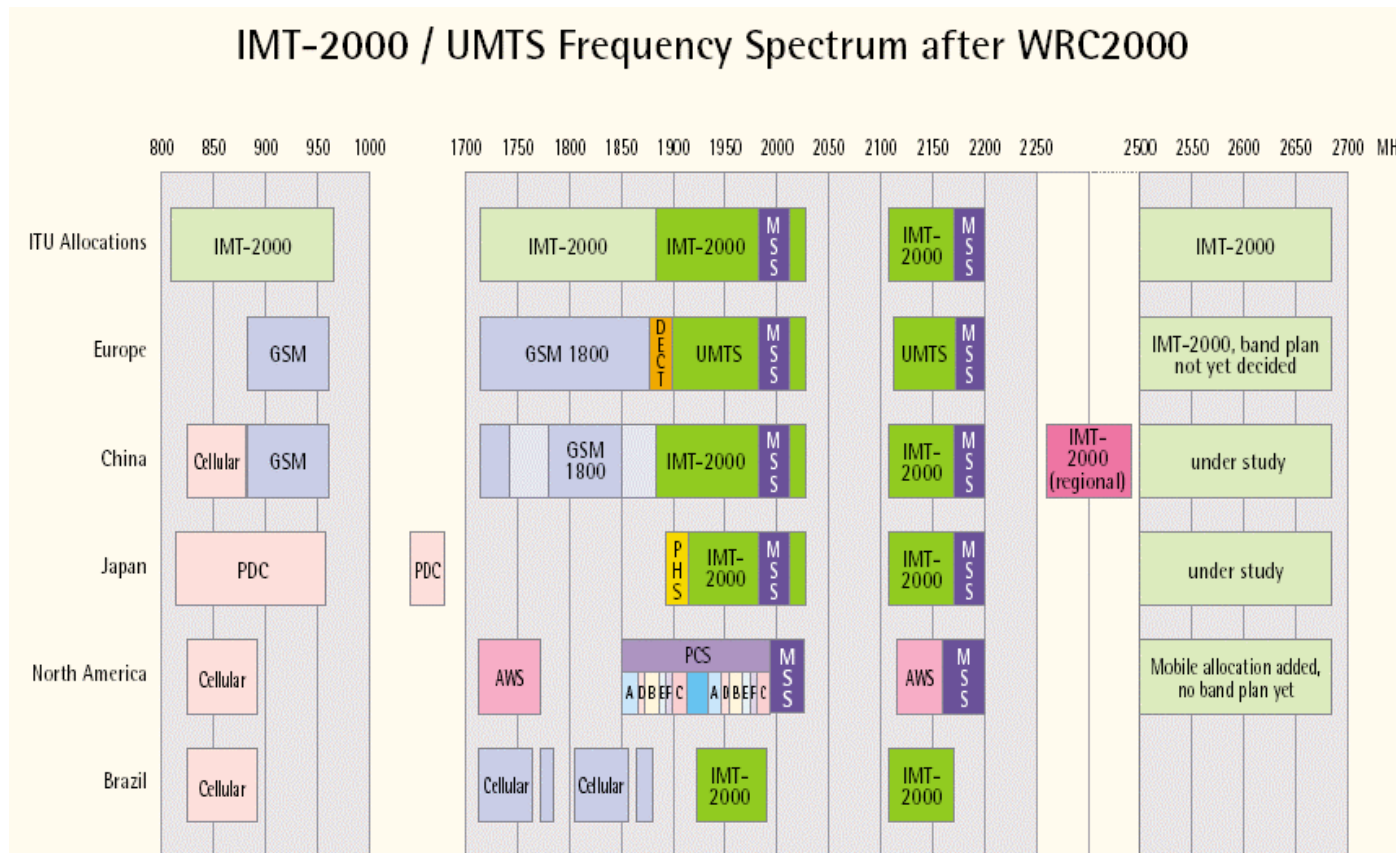 IMT-2000 / UMTS Frequency Spectrum after WRC2000
800 850 900 950 1000 1700 1750 1800 1850 1900 1950 2000 2050 2100 2150 2200 2250 2500 2550 2600 2650 2700 MH
ITU Allocations
IMT-2000
IMT-2000
IMT-2000
MSS
IMT-
2000
MSS
IMT-2000
Europe
GSM
GSM 1800
DECT
UMTS
MSS
UMTS
MSS
IMT-2000, band plan
not yet decided
China
Cellular
GSM
GSM
1800
IMT-2000
MSS
IMT-
2000
MSS
IMT-
2000
(regional)
under study
Japan
PDC
PDC
PHS
IMT-
2000
MSS
IMT-
2000
MSS
under study
North America
Cellular
AWS
PCS
A D B E F C A D B E F C
MSS
AWS
MSS
Mobile allocation added,
no band plan yet
Brazil
Cellular
Cellular
Cellular
IMT-
2000
IMT-
2000